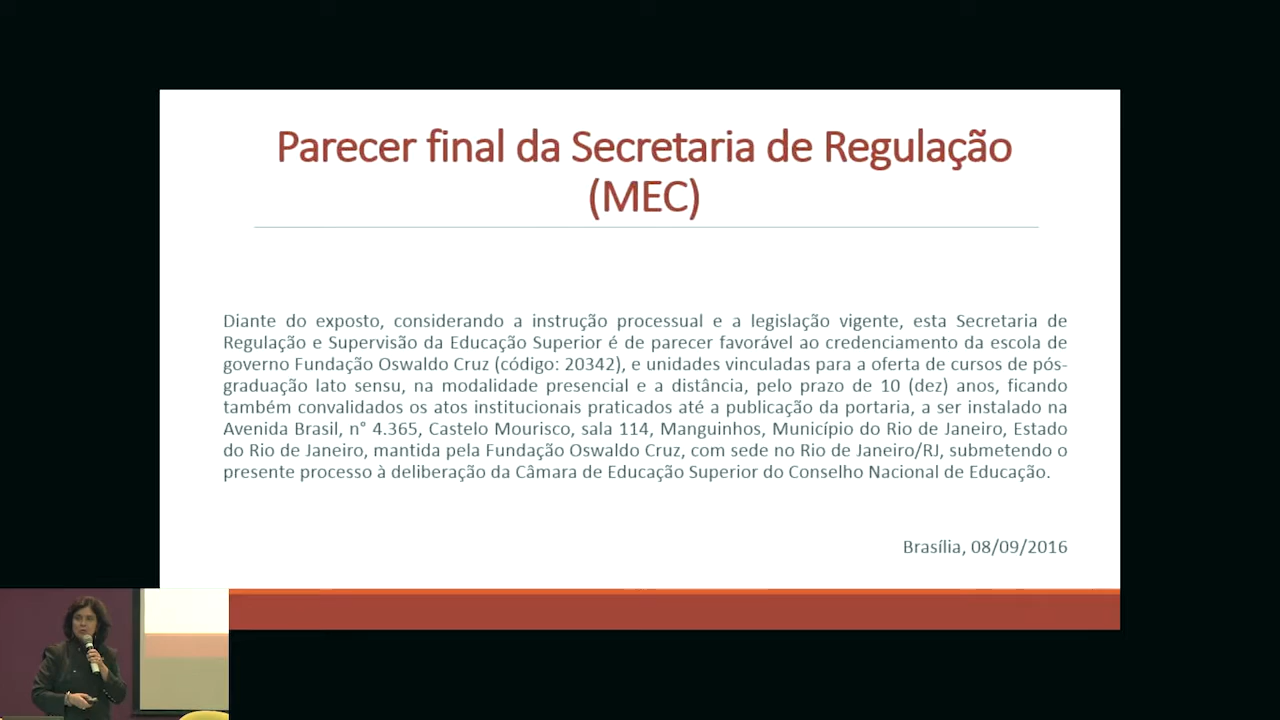 Parecer final da Secretaria de Regulação
(MEC)
Diante do exposto, considerando a instrução processual e a legislação vigente, esta Secretaria de
Regulação e Supervisão da Educação Superior é de parecer favorável ao credenciamento da escola de
governo Fundação Oswaldo Cruz (código: 20342), e unidades vinculadas para a oferta de cursos de pós-
graduação lato sensu, na modalidade presencial e a distância, pelo prazo de 10 (dez) anos, ficando
também convalidados os atos institucionais praticados até a publicação da portaria, a ser instalado na
Avenida Brasil, n° 4.365, Castelo Mourisco, sala 114, Manguinhos, Município do Rio de Janeiro, Estado
do Rio de Janeiro, mantida pela Fundação Oswaldo Cruz, com sede no Rio de Janeiro/RJ, submetendo o
presente processo à deliberação da Câmara de Educação Superior do Conselho Nacional de Educação.
Brasília, 08/09/2016